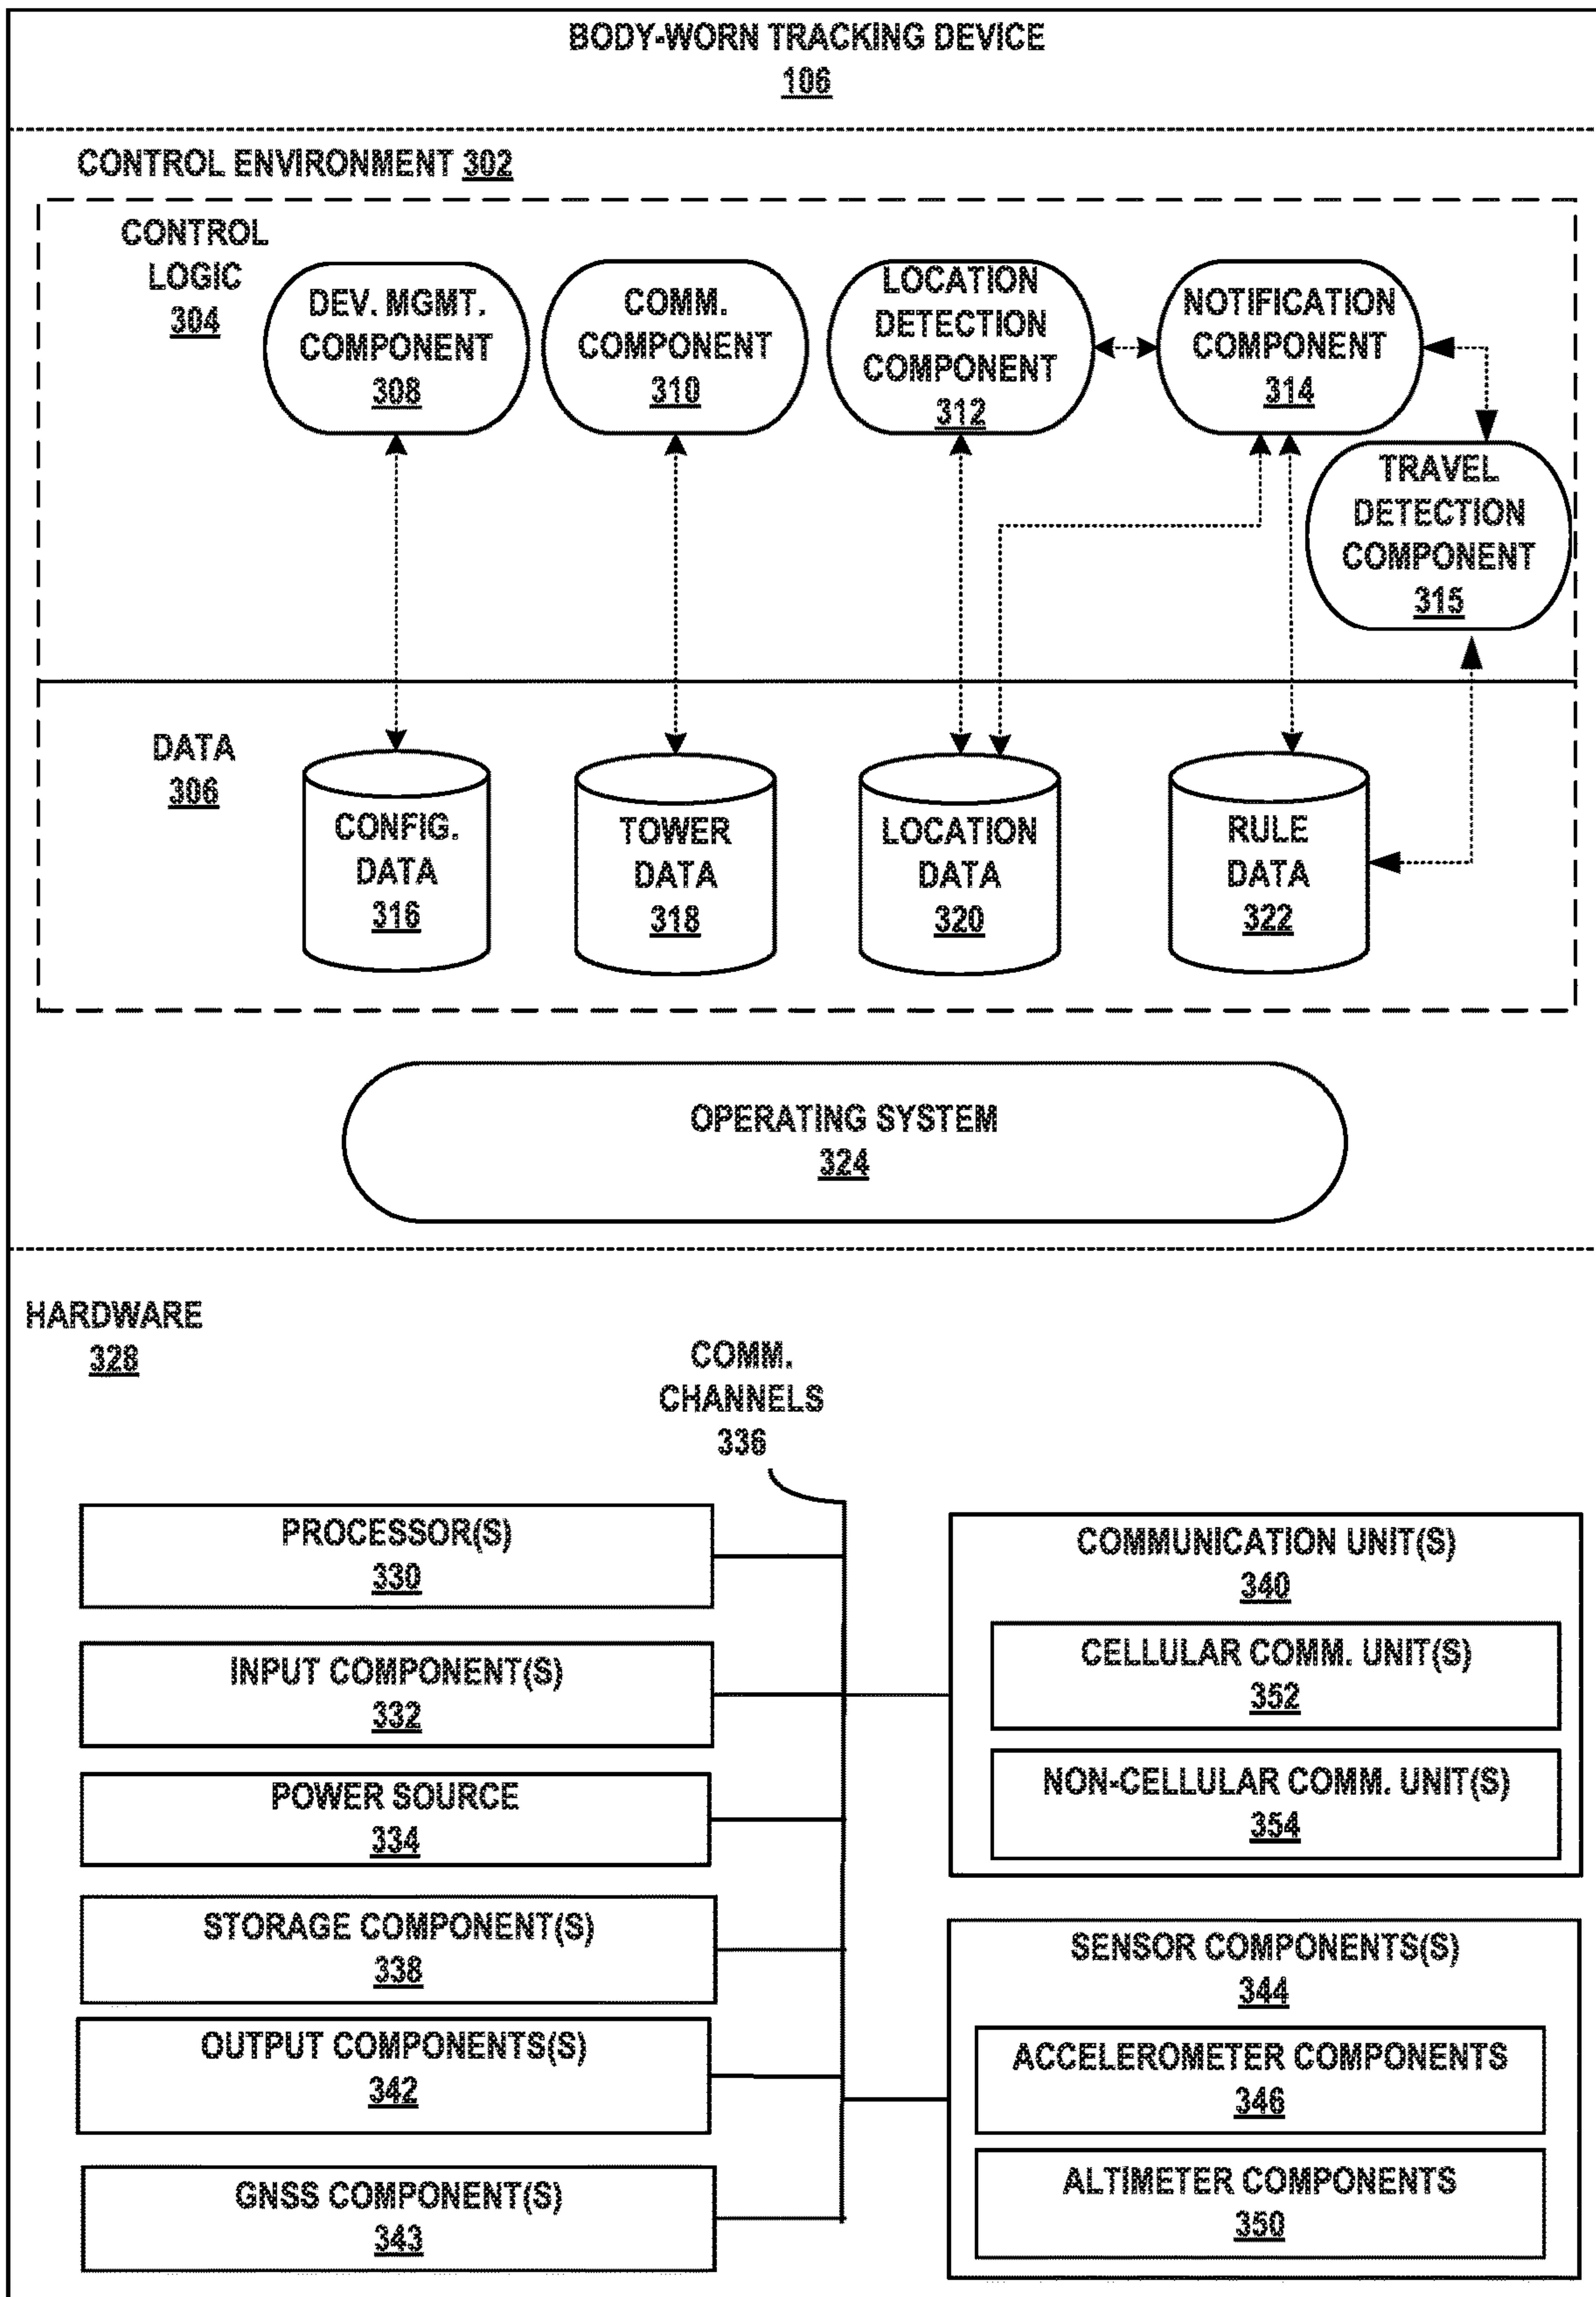 BODY-WORN TRACKING DEVICE
106
CONTROL ENVIRONMENT 302
CONTROL
LOGIC
304
DEV. MGMT.
COMPONENT
308
COMM.
COMPONENT
310
LOCATION
DETECTION
COMPONENT
312
NOTIFICATION
COMPONENT
314
TRAVEL
DETECTION
COMPONENT
315
DATA
306
CONFIG.
DATA
316
TOWER
DATA
318
LOCATION
DATA
320
RULE
DATA
322
OPERATING SYSTEM
324
HARDWARE
328
COMM.
CHANNELS
336
PROCESSOR(S)
330
INPUT COMPONENT(S)
332
POWER SOURCE
334
STORAGE COMPONENT(S)
338
OUTPUT COMPONENTS(S)
342
GNSS COMPONENT(S)
343
COMMUNICATION UNIT(S)
340
CELLULAR COMM. UNIT(S)
352
NON-CELLULAR COMM. UNIT(S)
354
SENSOR COMPONENTS(S)
344
ACCELEROMETER COMPONENTS
346
ALTIMETER COMPONENTS
350